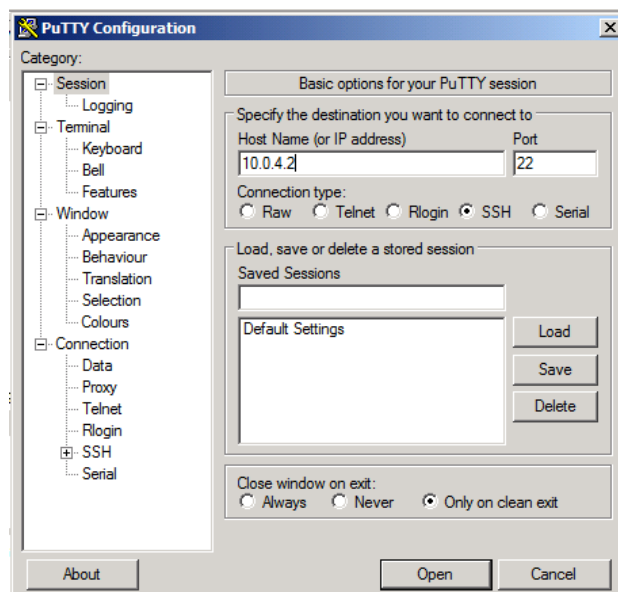 PuTTY Configuration
Category:
Session
Logging
Terminal
Keyboard
Bell
Features
Window
Appearance
Behaviour
Translation
Selection
Colours
Connection
Data
Proxy
Telnet
Rlogin
SSH
Serial
Basic options for your PuTTY session
Specify the destination you want to connect to
Host Name (or IP address) Port
10.0.4.2 22
Connection type:
Raw Telnet Rlogin SSH Serial
Load, save or delete a stored session
Saved Sessions
Default Settings
Load
Save
Delete
Close window on exit:
Always Never Only on clean exit
About Open Cancel